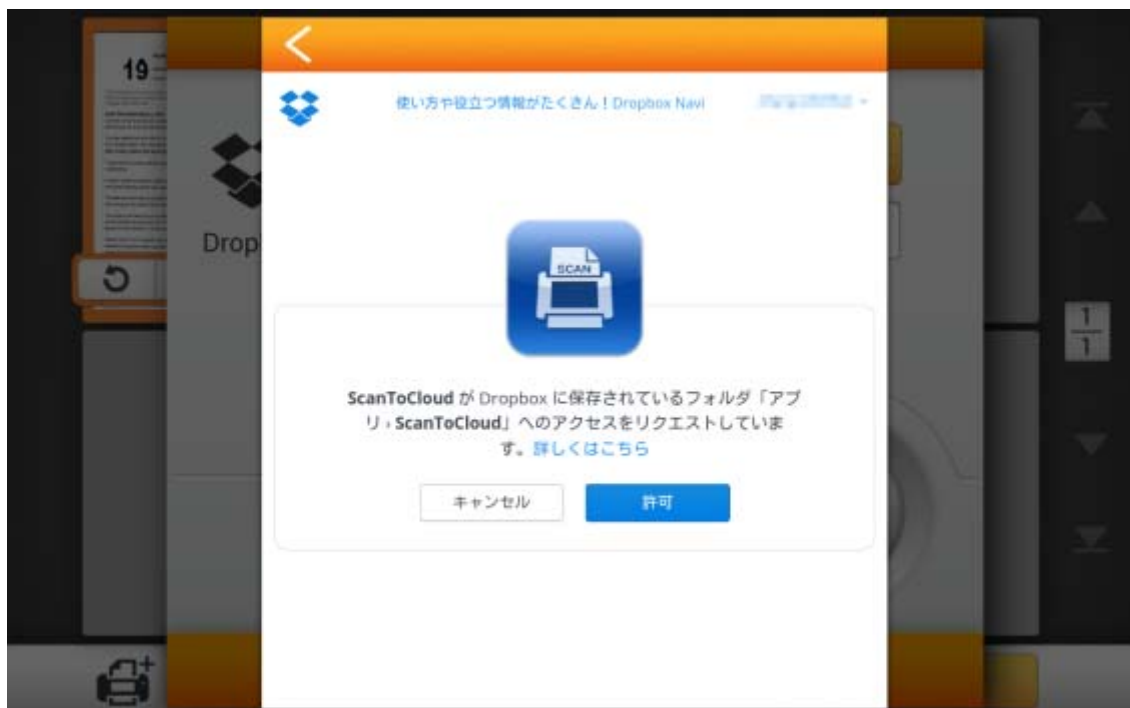 19
使い方や役立つ情報がたくさん！Dropbox Navi
Drop
SCAN
ScanToCloud が Dropbox に保存されているフォルダ「アプ
リ › ScanToCloud」へのアクセスをリクエストしていま
す。詳しくはこちら
キャンセル
許可
1
1